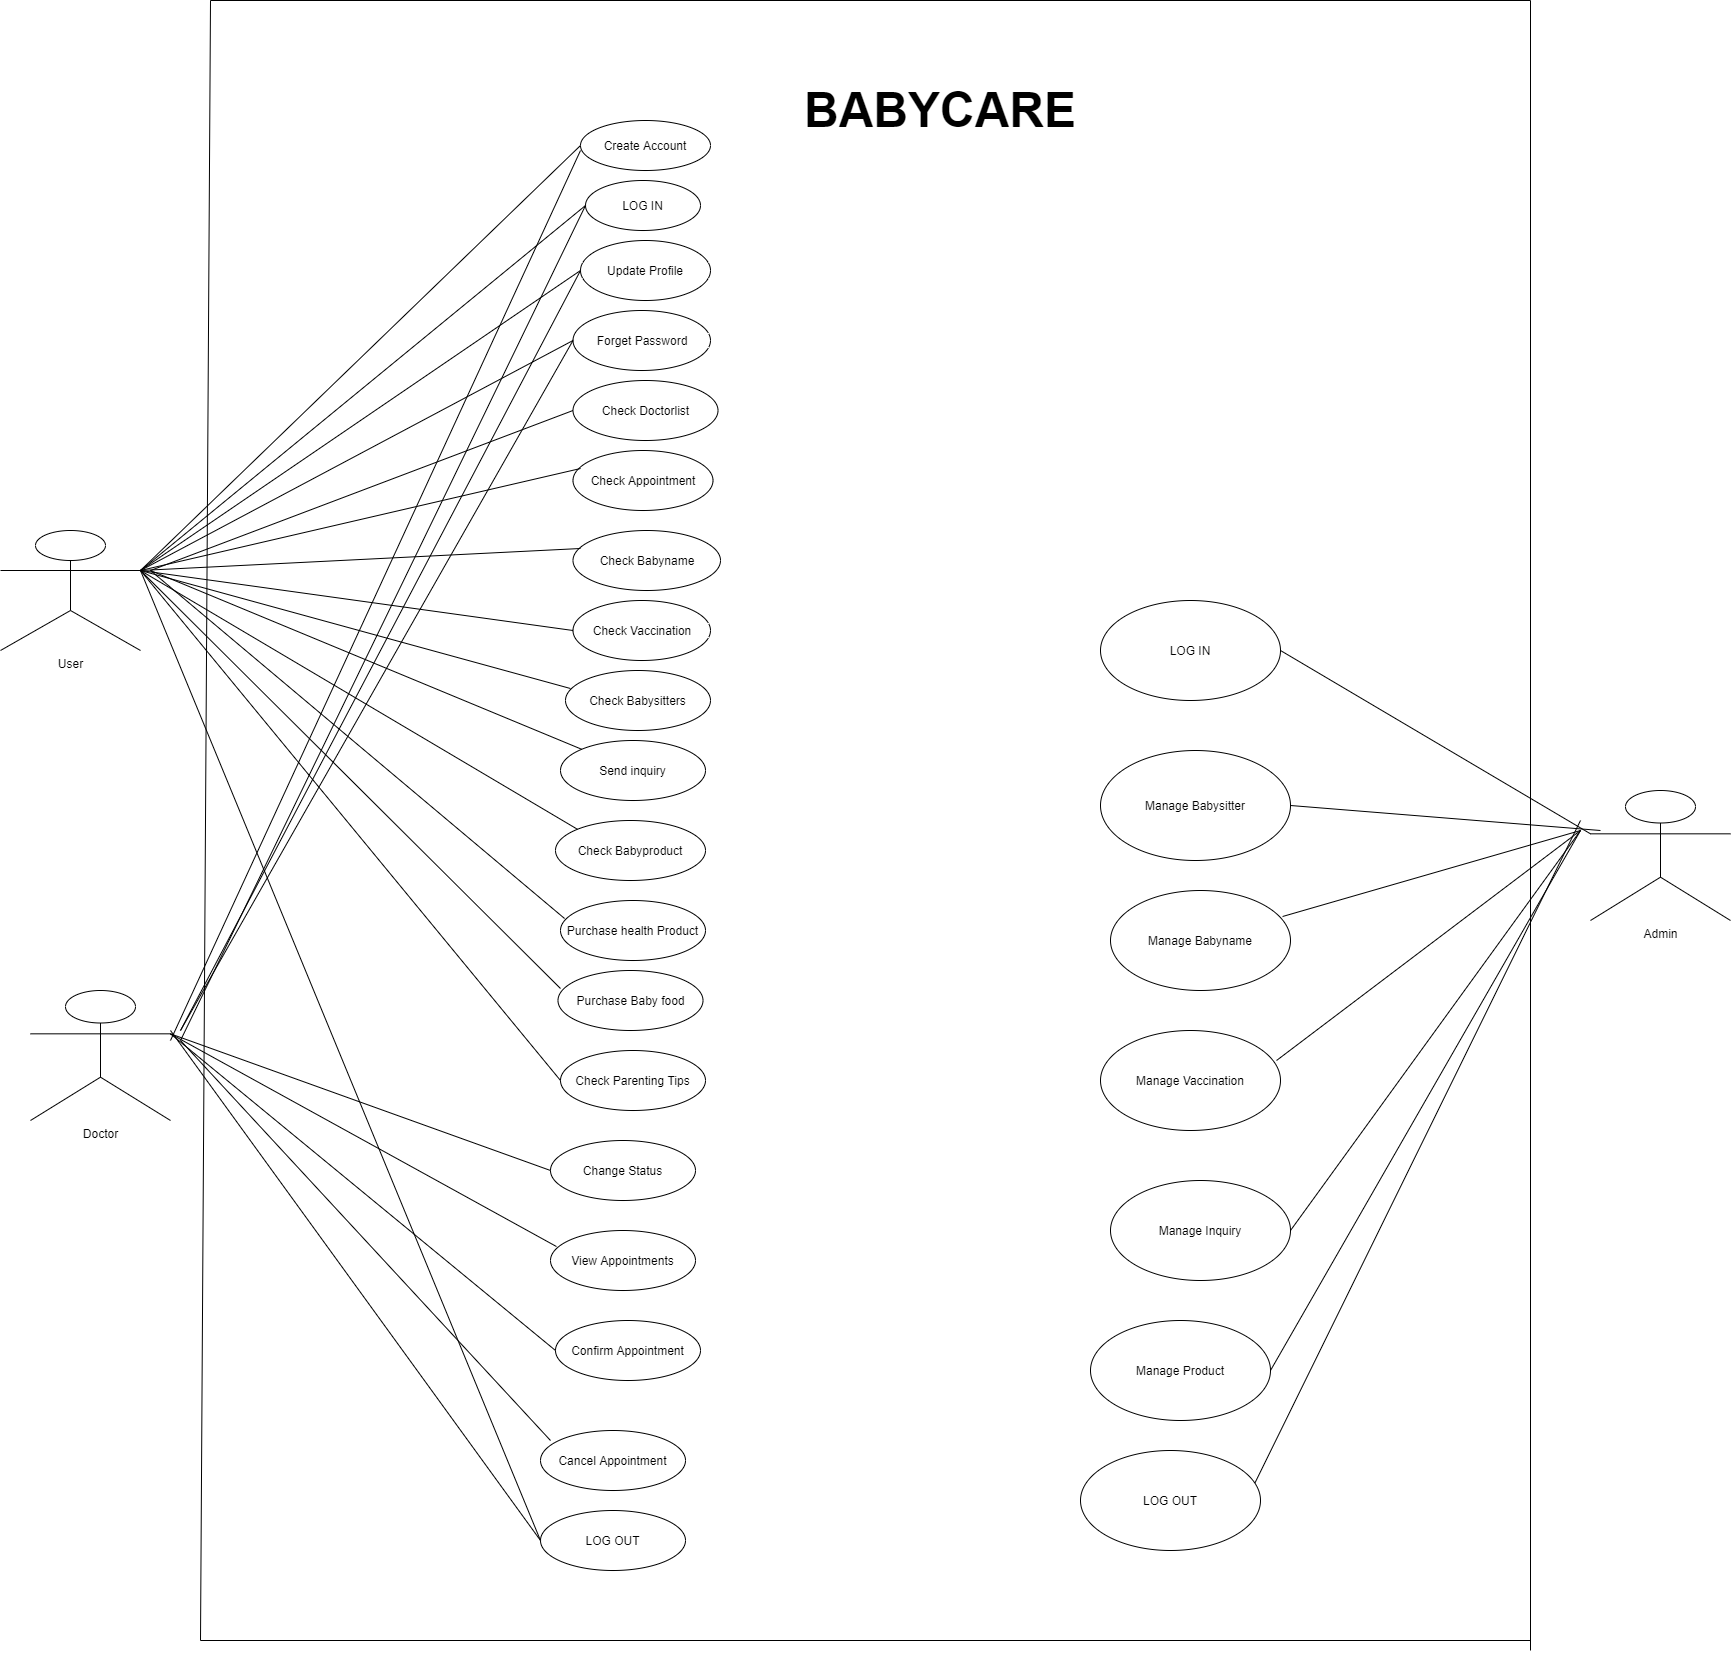 BABYCARE
Create Account
LOG IN
Update Profile
Forget Password
Check Doctorlist
Check Appointment
Check Babyname
Check Vaccination
Check Babysitters
Send inquiry
Check Babyproduct
Purchase health Product
Purchase Baby food
Check Parenting Tips
Change Status
View Appointments
Confirm Appointment
Cancel Appointment
LOG OUT
User
Doctor
LOG IN
Manage Babysitter
Manage Babyname
Manage Vaccination
Manage Inquiry
Manage Product
LOG OUT
Admin